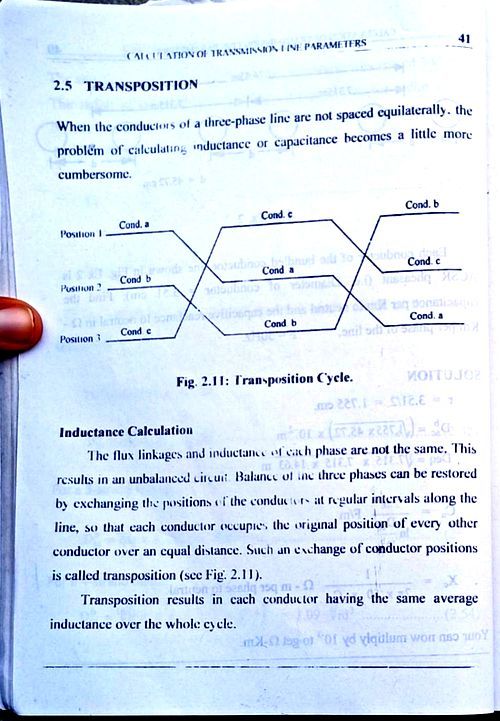 CALCULATION OF TRANSMISSION LINE PARAMETERS
41
2.5 TRANSPOSITION
When the conductors of a three-phase line are not spaced equilaterally, the
problem of calculating inductance or capacitance becomes a little more
cumbersome.
Cond. b
Cond. c
Position 1 Cond. a
Cond. c
Cond a
Position 2 Cond b
Cond. a
Cond b
Position 3 Cond c
Fig. 2.11: Transposition Cycle.
Inductance Calculation
The flux linkages and inductance of each phase are not the same. This
results in an unbalanced circuit Balance of the three phases can be restored
by exchanging the positions of the conductors at regular intervals along the
line, so that each conductor occupies the original position of every other
conductor over an equal distance. Such an exchange of conductor positions
is called transposition (see Fig. 2.11).
Transposition results in each conductor having the same average
inductance over the whole cycle.